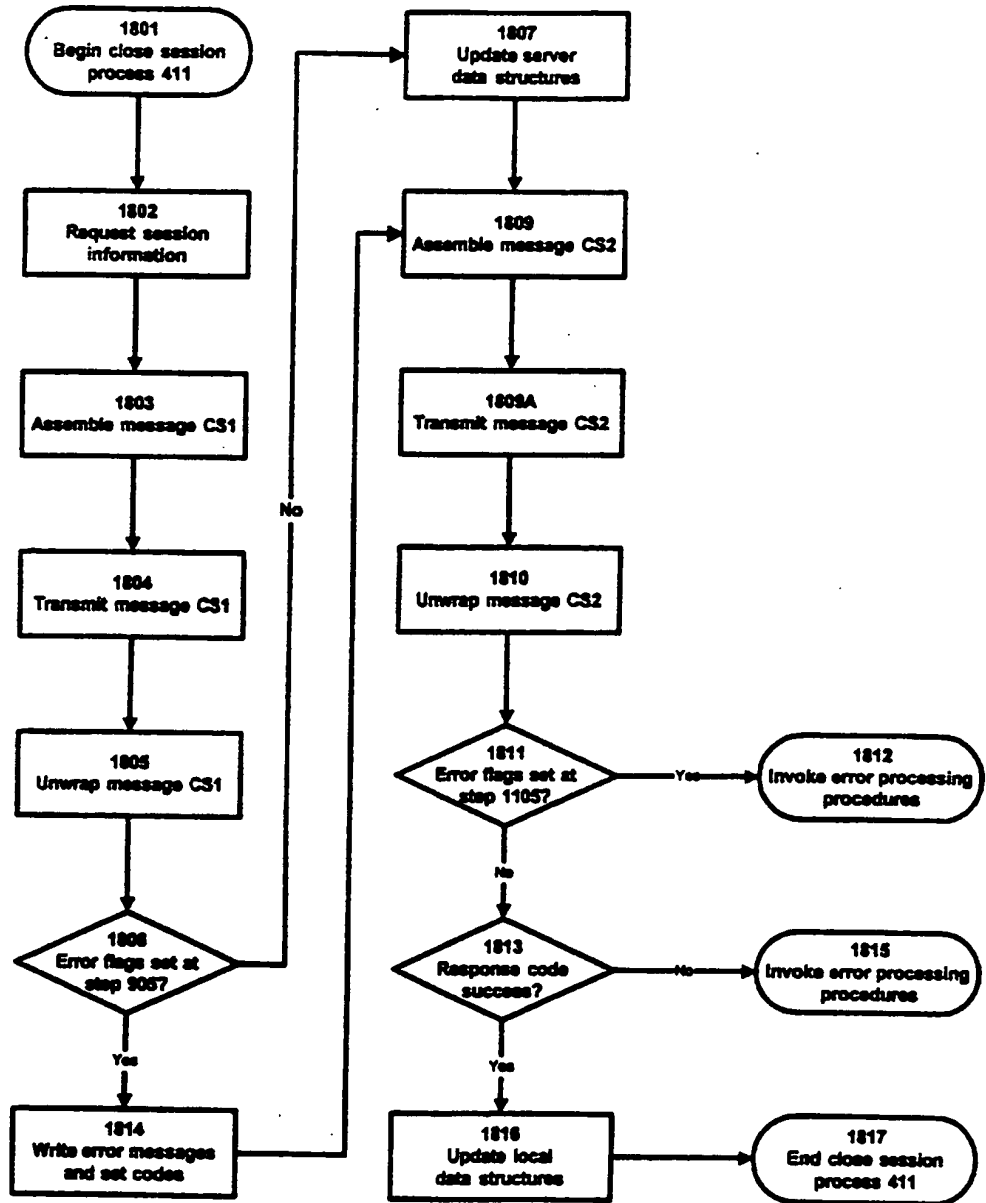 1801
Begin close session
process 411
1802
Request session
information
1803
Assemble message CS1
1804
Transmit message CS1
1805
Unwrap message CS1
1806
Error flags set at
step 905?
Yes
1814
Write error messages
and set codes
No
1807
Update server
data structures
1809
Assemble message CS2
1809A
Transmit message CS2
1810
Unwrap message CS2
1811
Error flags set at
step 1105?
Yes
1812
Invoke error processing
procedures
No
1813
Response code
success?
No
1815
Invoke error processing
procedures
Yes
1816
Update local
data structures
1817
End close session
process 411